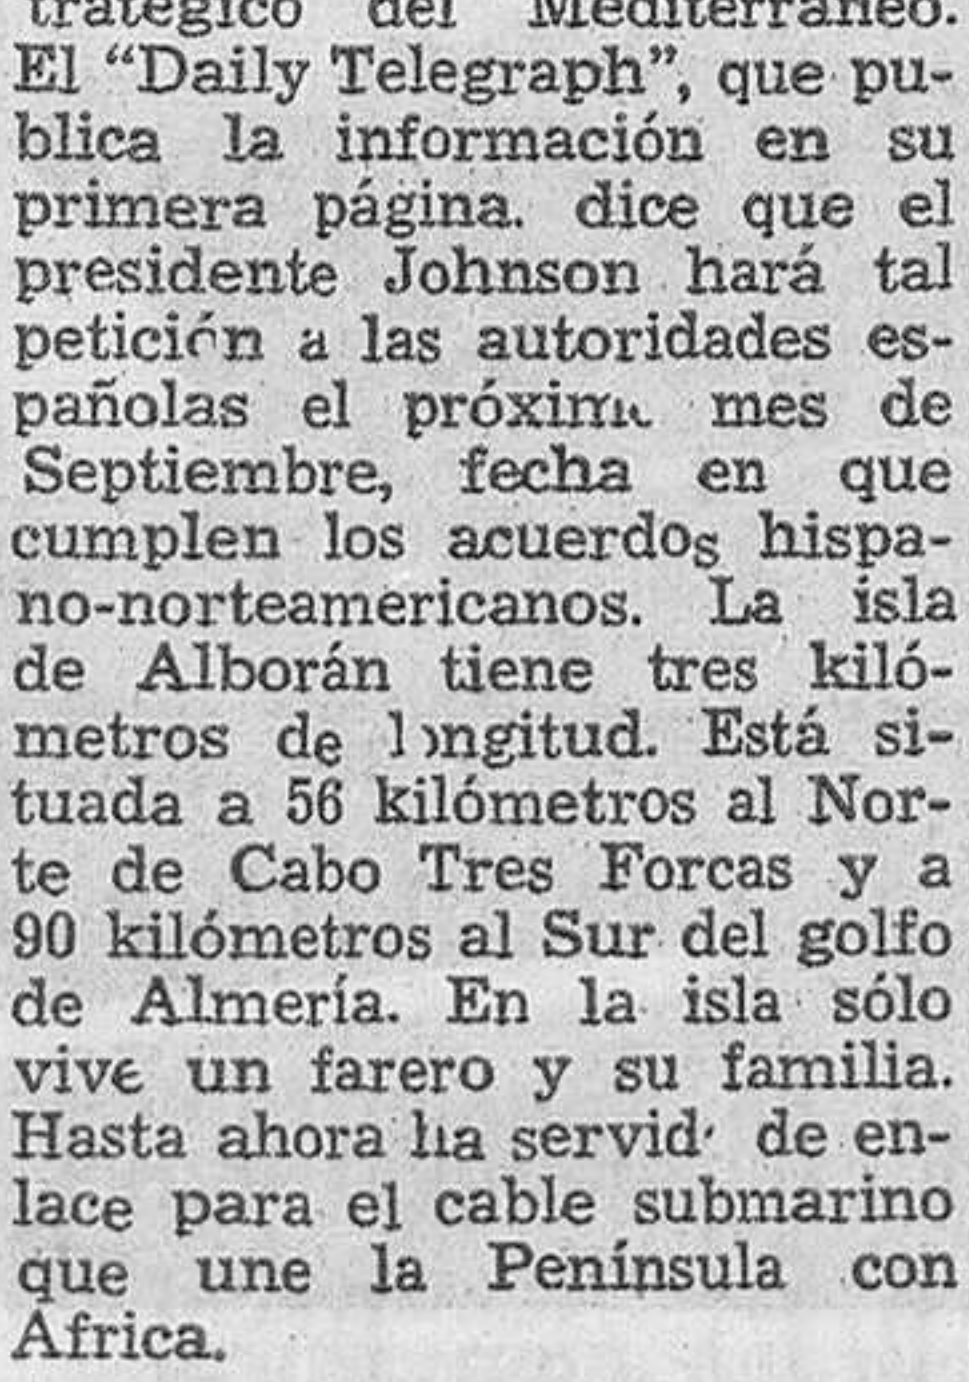 tratégico del Mediterráneo.
El “Daily Telegraph”, que pu-
blica la información en su
primera página. dice que el
presidente Johnson hará tal
petición a las autoridades es-
pañolas el próximo mes de
Septiembre, fecha en que
cumplen los acuerdos hispa-
no-norteamericanos. La isla
de Alborán tiene tres kiló-
metros de longitud. Está si-
tuada a 56 kilómetros al Nor-
te de Cabo Tres Forcas y a
90 kilómetros al Sur del golfo
de Almería. En la isla sólo
vive un farero y su familia.
Hasta ahora ha servido de en-
lace para el cable submarino
que une la Península con
Africa.